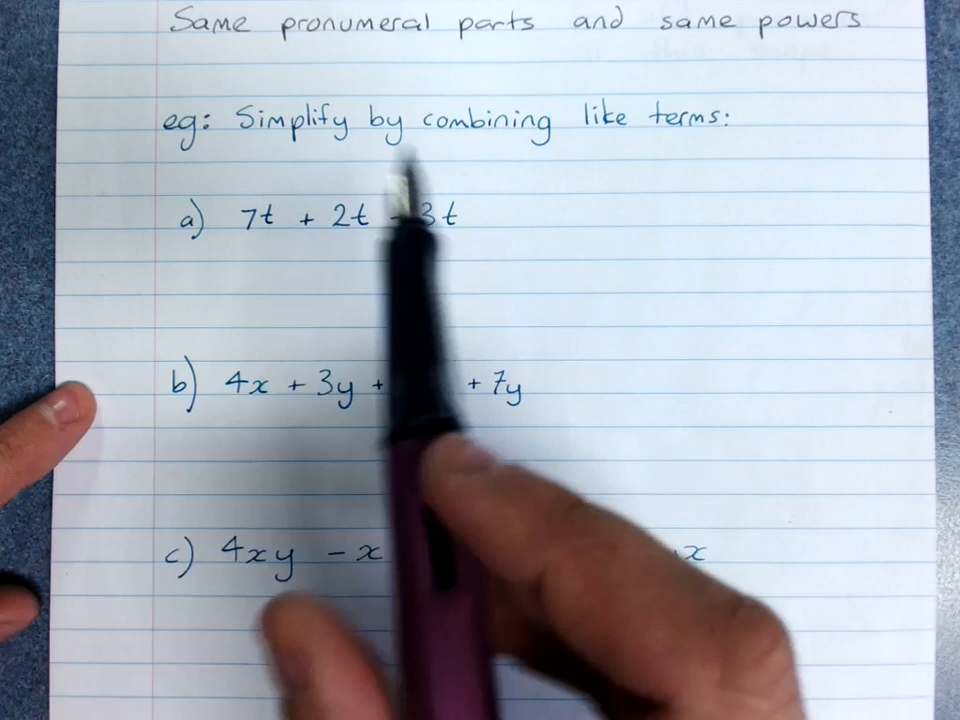 Same pronumeral parts and same powers
eg: Simplify by combining like terms:
a) 7t + 2t - 3t
b) 4x + 3y + + 7y
c) 4xy - x x